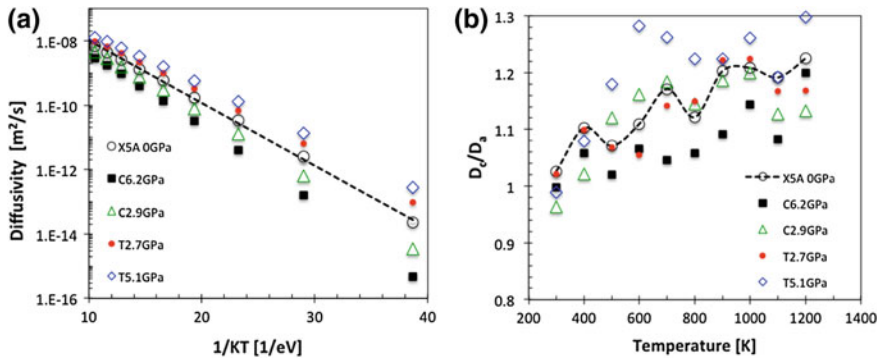 (a)
Diffusivity [m²/s]
1.E-08
1.E-10
1.E-12
1.E-14
1.E-16
X5A 0GPa
C6.2GPa
C2.9GPa
T2.7GPa
T5.1GPa
10 20 30 40
1/KT [1/eV]
(b)
Dc/Da
1.3
1.2
1.1
1
0.9
0.8
X5A 0GPa
C6.2GPa
C2.9GPa
T2.7GPa
T5.1GPa
200 400 600 800 1000 1200 1400
Temperature [K]